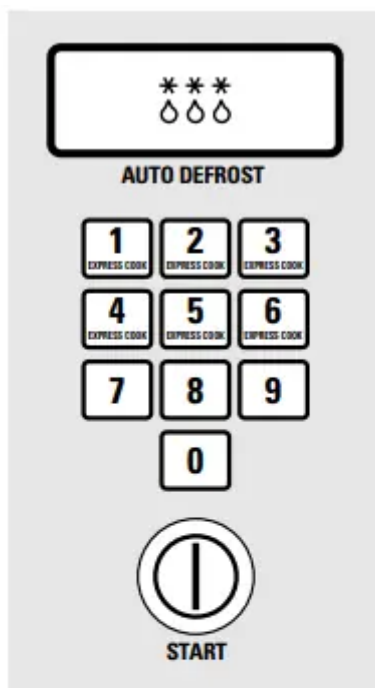 AUTO DEFROST
1 2 3
EXPRESS COOK EXPRESS COOK EXPRESS COOK
4 5 6
EXPRESS COOK EXPRESS COOK EXPRESS COOK
7 8 9
0
START